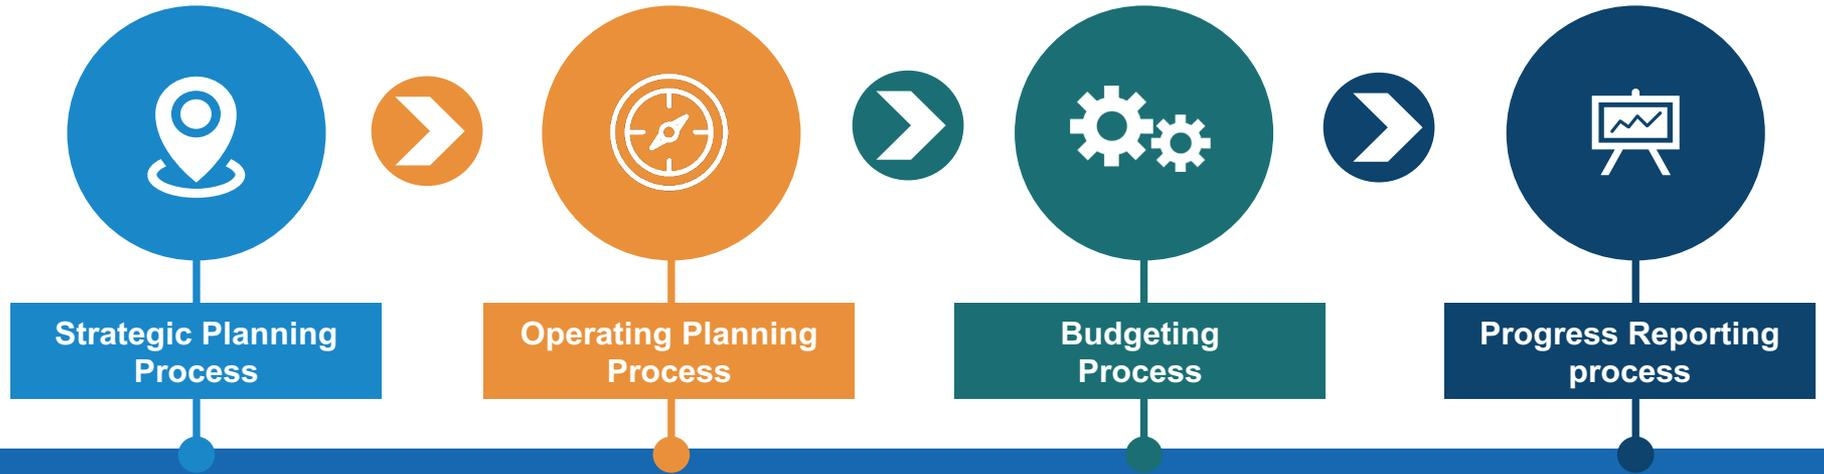 Strategic Planning
Process
Operating Planning
Process
Budgeting
Process
Progress Reporting
process